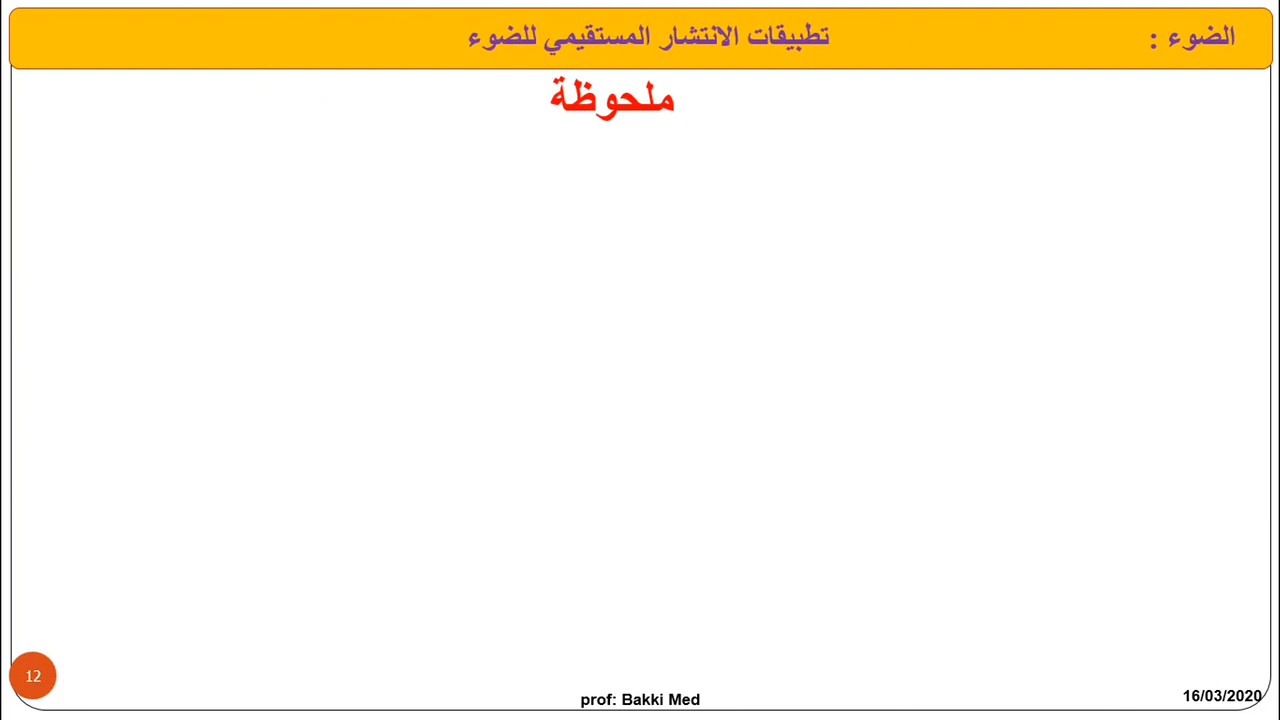 الضوء : تطبيقات الانتشار المستقيمي للضوء
ملحوظة
12
prof: Bakki Med
16/03/2020